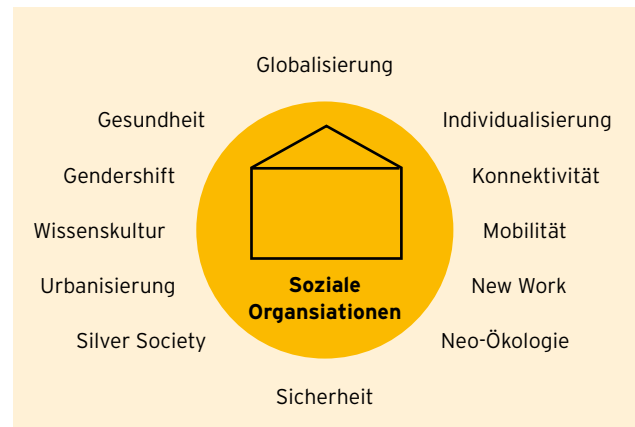 Globalisierung
Gesundheit
Individualisierung
Gendershift
Konnektivität
Wissenskultur
Mobilität
Urbanisierung
Soziale
Organsiationen
New Work
Silver Society
Neo-Ökologie
Sicherheit